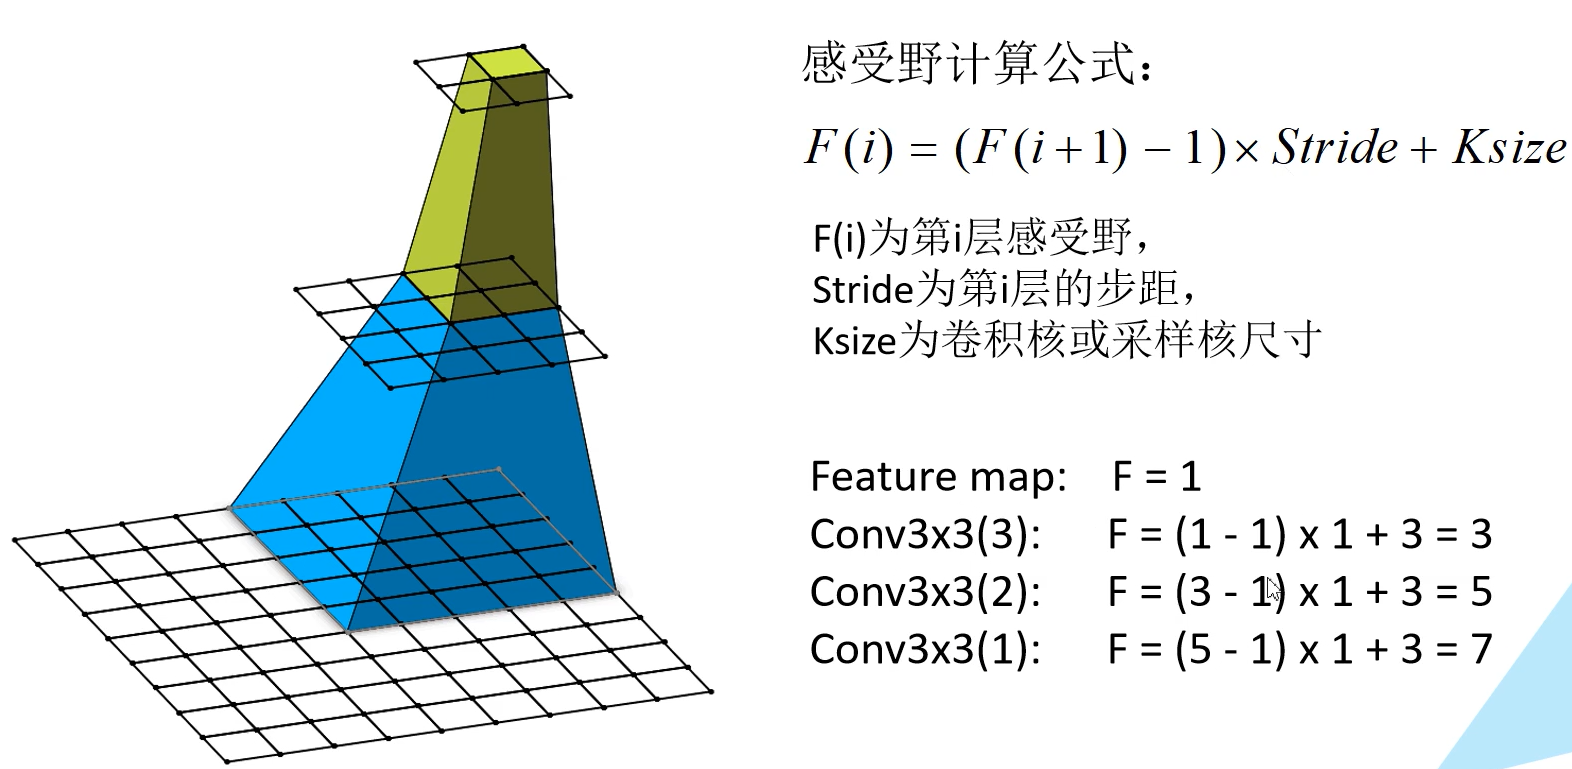 感受野计算公式：
F(i) = (F(i+1) − 1) × Stride + Ksize
F(i)为第i层感受野，
Stride为第i层的步距，
Ksize为卷积核或采样核尺寸
Feature map: F = 1
Conv3x3(3): F = (1 - 1) x 1 + 3 = 3
Conv3x3(2): F = (3 - 1) x 1 + 3 = 5
Conv3x3(1): F = (5 - 1) x 1 + 3 = 7